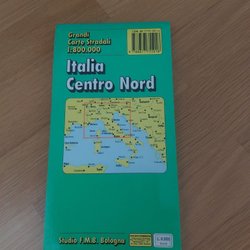 Grandi
Carte Stradali
1:800.000
Italia
Centro Nord
Studio F.M.B. Bologna